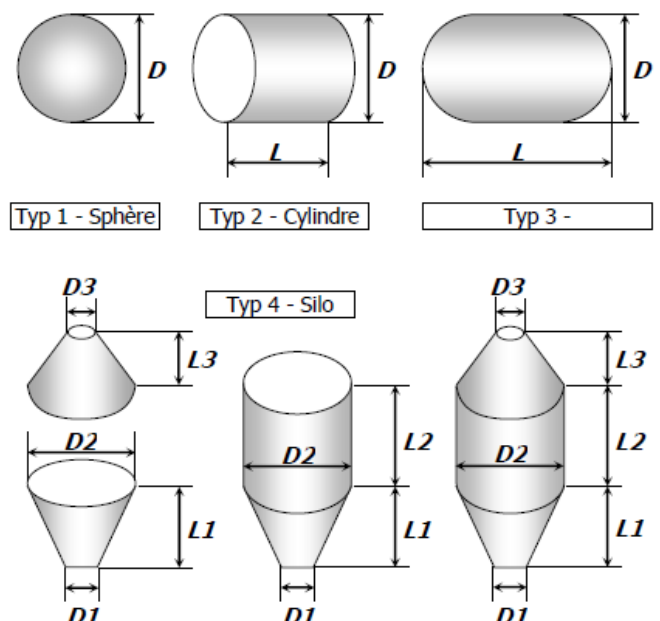 D
D
D
L
L
Typ 1 - Sphère
Typ 2 - Cylindre
Typ 3 -
D3
Typ 4 - Silo
D3
L3
L3
D2
D2
D2
L2
L2
L1
L1
L1
D1
D1
D1